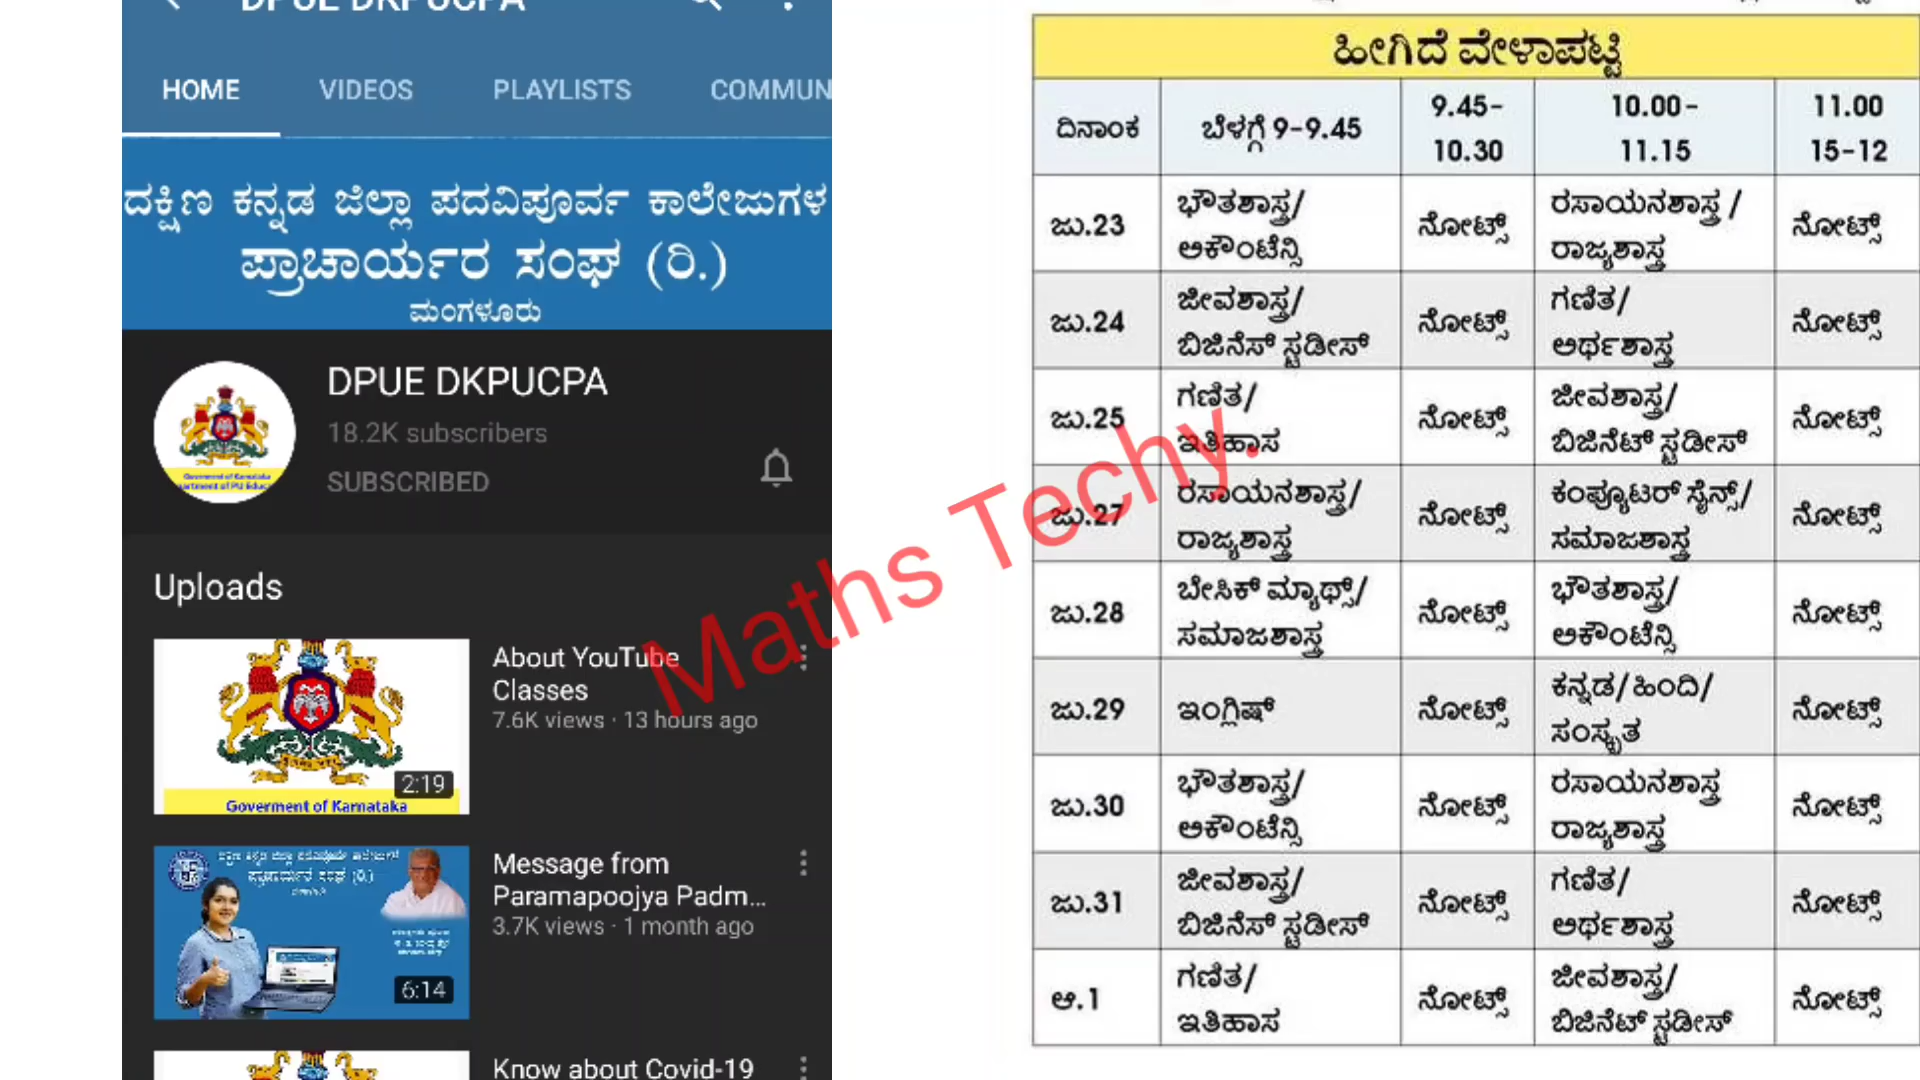 DPUE DKPUCPA
HOME VIDEOS PLAYLISTS COMMUN
ದಕ್ಷಿಣ ಕನ್ನಡ ಜಿಲ್ಲಾ ಪದವಿಪೂರ್ವ ಕಾಲೇಜುಗಳ
ಪ್ರಾಚಾರ್ಯರ ಸಂಘ (ರಿ.)
ಮಂಗಳೂರು
DPUE DKPUCPA
18.2K subscribers
SUBSCRIBED
Uploads
About YouTube
Classes
7.6K views · 13 hours ago
2:19
Goverment of Karnataka
Message from
Paramapoojya Padm...
3.7K views · 1 month ago
ಪ್ರಾಚಾರ್ಯರ ಸಂಘ (ರಿ.)
6:14
Know about Covid-19
Maths Techy.
ಹೀಗಿದೆ ವೇಳಾಪಟ್ಟಿ
ದಿನಾಂಕ ಬೆಳಗ್ಗೆ 9-9.45 9.45- 10.30 10.00- 11.15 11.00 15-12
ಜು.23 ಭೌತಶಾಸ್ತ್ರ/ ಅಕೌಂಟೆನ್ಸಿ ನೋಟ್ಸ್ ರಸಾಯನಶಾಸ್ತ್ರ / ರಾಜ್ಯಶಾಸ್ತ್ರ ನೋಟ್ಸ್
ಜು.24 ಜೀವಶಾಸ್ತ್ರ/ ಬಿಜಿನೆಸ್ ಸ್ಟಡೀಸ್ ನೋಟ್ಸ್ ಗಣಿತ/ ಅರ್ಥಶಾಸ್ತ್ರ ನೋಟ್ಸ್
ಜು.25 ಗಣಿತ/ ಇತಿಹಾಸ ನೋಟ್ಸ್ ಜೀವಶಾಸ್ತ್ರ/ ಬಿಜಿನೆಟ್ ಸ್ಟಡೀಸ್ ನೋಟ್ಸ್
ಜು.27 ರಸಾಯನಶಾಸ್ತ್ರ/ ರಾಜ್ಯಶಾಸ್ತ್ರ ನೋಟ್ಸ್ ಕಂಪ್ಯೂಟರ್ ಸೈನ್ಸ್/ ಸಮಾಜಶಾಸ್ತ್ರ ನೋಟ್ಸ್
ಜು.28 ಬೇಸಿಕ್ ಮ್ಯಾಥ್ಸ್/ ಸಮಾಜಶಾಸ್ತ್ರ ನೋಟ್ಸ್ ಭೌತಶಾಸ್ತ್ರ/ ಅಕೌಂಟೆನ್ಸಿ ನೋಟ್ಸ್
ಜು.29 ಇಂಗ್ಲಿಷ್ ನೋಟ್ಸ್ ಕನ್ನಡ/ ಹಿಂದಿ/ ಸಂಸ್ಕೃತ ನೋಟ್ಸ್
ಜು.30 ಭೌತಶಾಸ್ತ್ರ/ ಅಕೌಂಟೆನ್ಸಿ ನೋಟ್ಸ್ ರಸಾಯನಶಾಸ್ತ್ರ ರಾಜ್ಯಶಾಸ್ತ್ರ ನೋಟ್ಸ್
ಜು.31 ಜೀವಶಾಸ್ತ್ರ/ ಬಿಜಿನೆಸ್ ಸ್ಟಡೀಸ್ ನೋಟ್ಸ್ ಗಣಿತ/ ಅರ್ಥಶಾಸ್ತ್ರ ನೋಟ್ಸ್
ಆ.1 ಗಣಿತ/ ಇತಿಹಾಸ ನೋಟ್ಸ್ ಜೀವಶಾಸ್ತ್ರ/ ಬಿಜಿನೆಟ್ ಸ್ಟಡೀಸ್ ನೋಟ್ಸ್